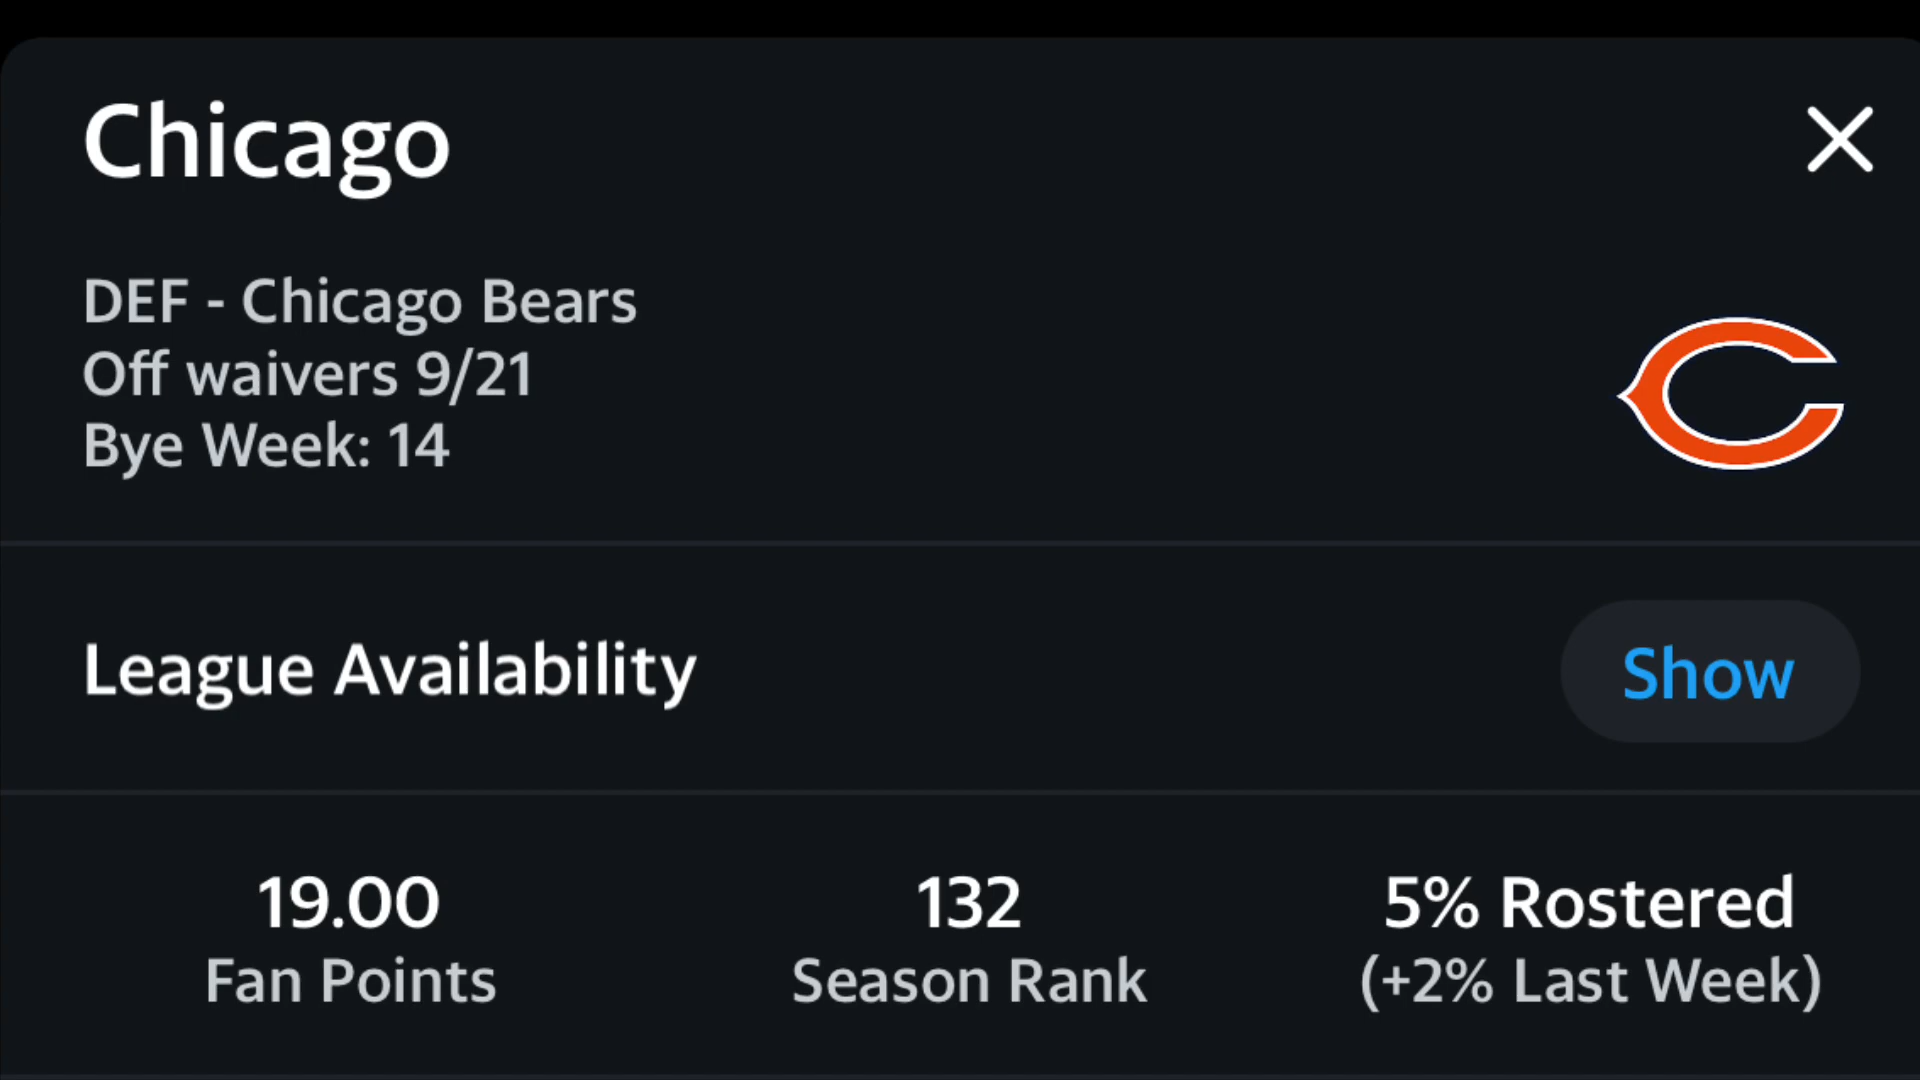 Chicago
DEF - Chicago Bears
Off waivers 9/21
Bye Week: 14
League Availability
Show
19.00
Fan Points
132
Season Rank
5% Rostered
(+2% Last Week)